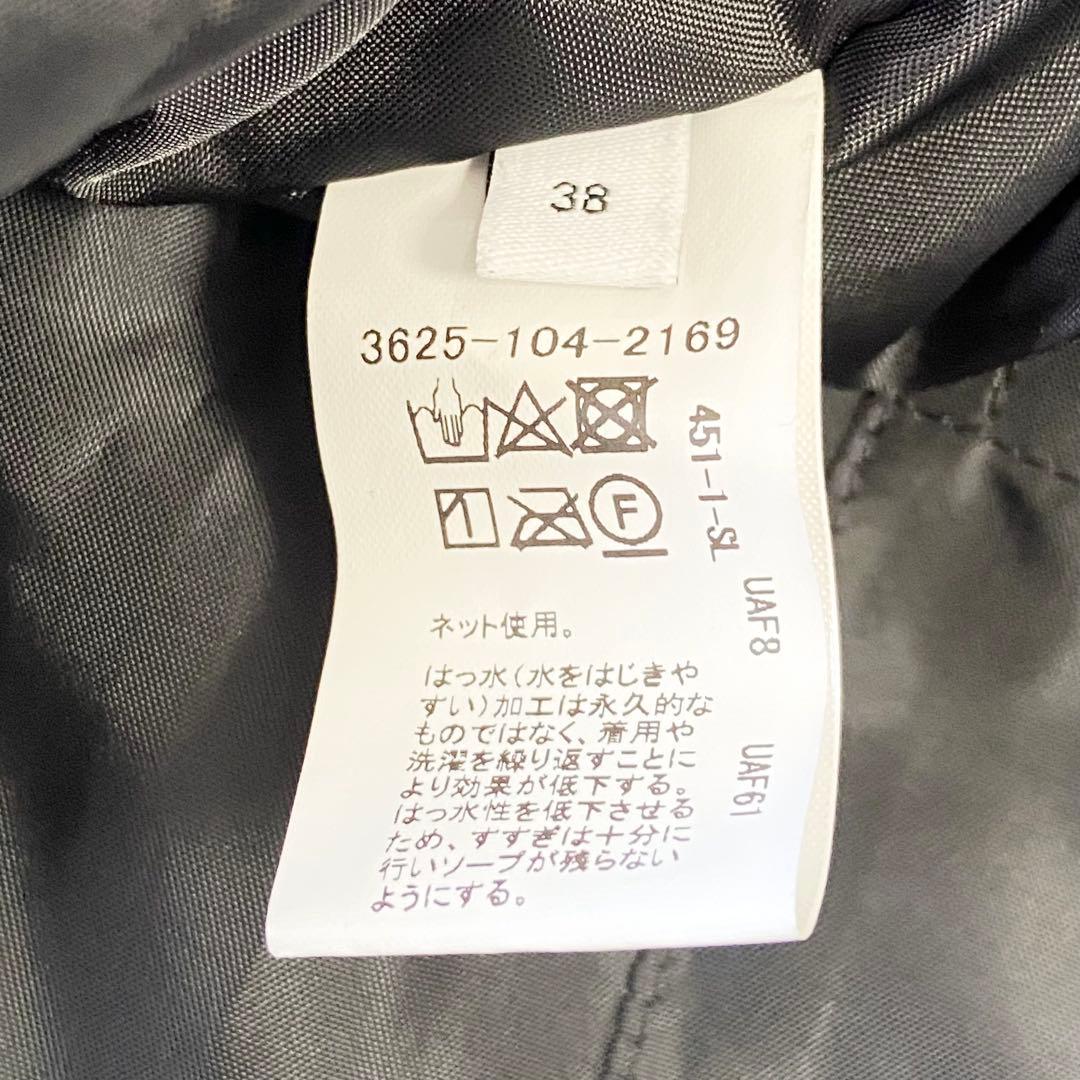 38
3625-104-2169
F
451-1-SL
UAF8
UAF61
ネット使用。
はっ水(水をはじきや
すい)加工は永久的な
ものではなく、着用や
洗濯を繰り返すことに
より効果が低下する。
はっ水性を低下させる
ため、すすぎは十分に
行いソープが残らない
ようにする。